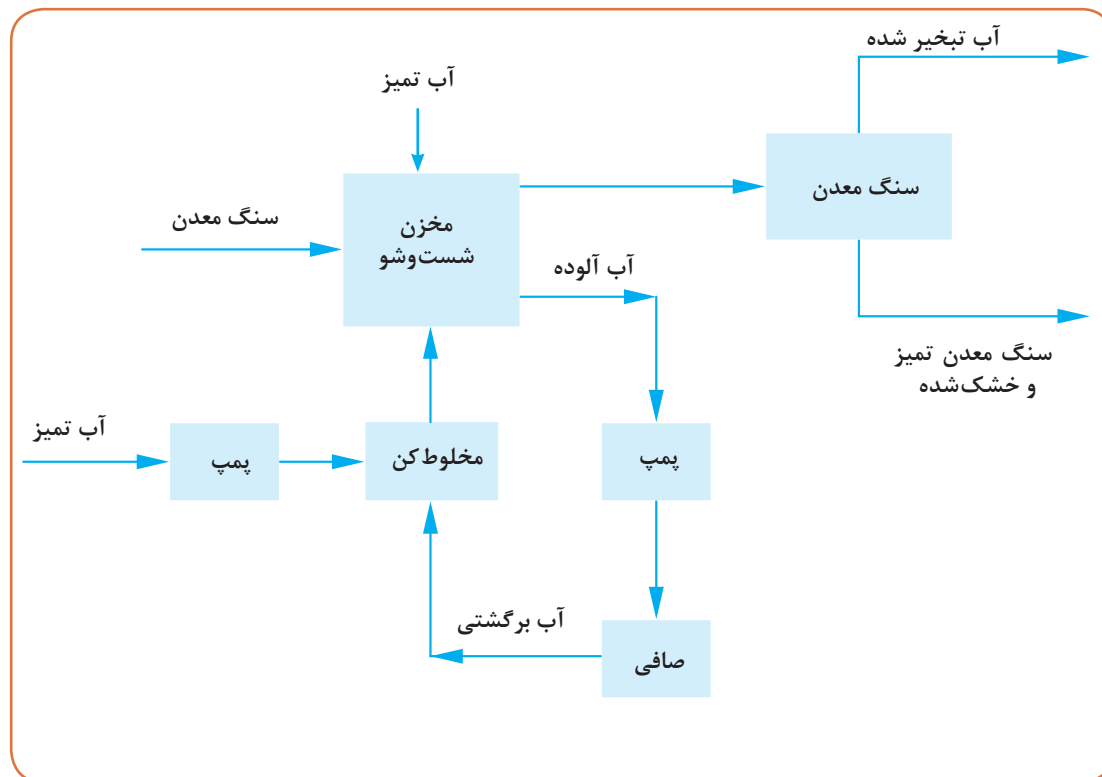 آب تبخیر شده
آب تمیز
سنگ معدن
سنگ معدن
مخزن
شست‌وشو
آب آلوده
سنگ معدن تمیز
و خشک‌شده
آب تمیز
پمپ
مخلوط‌کن
پمپ
آب برگشتی
صافی